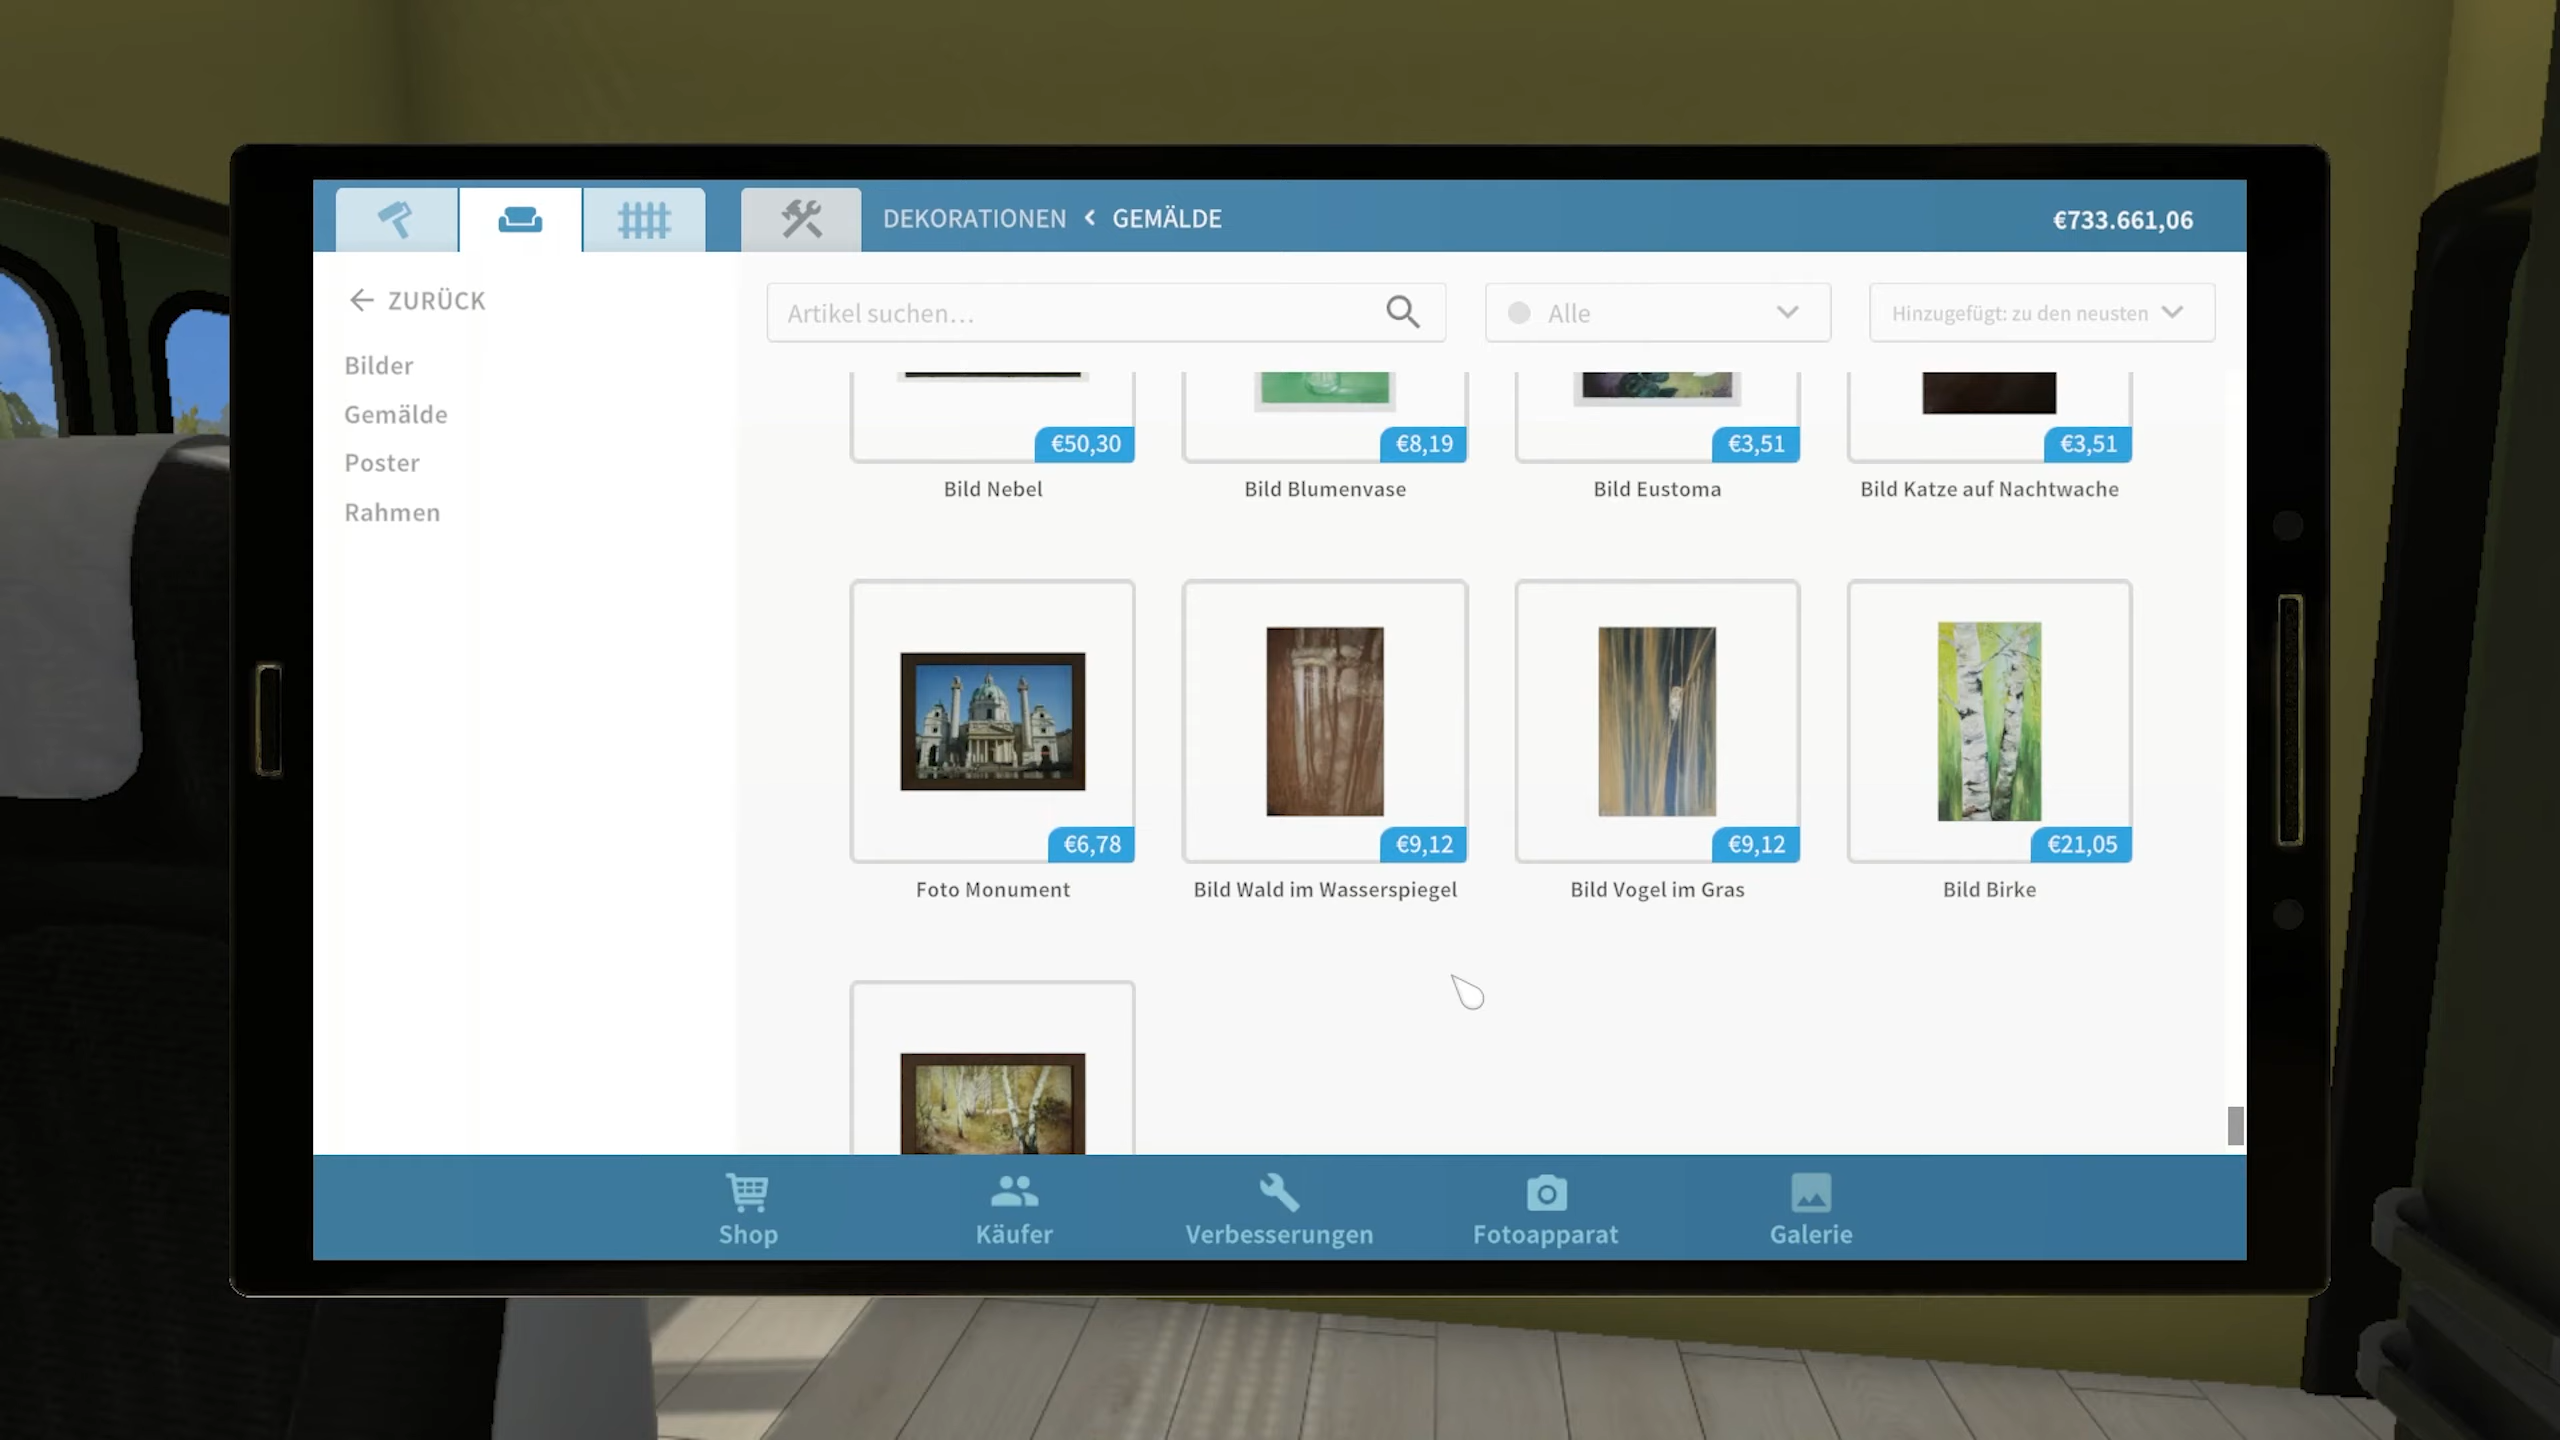 DEKORATIONEN < GEMÄLDE
€733.661,06
ZURÜCK
Artikel suchen...
Alle
Hinzugefügt: zu den neusten
Bilder
Gemälde
Poster
Rahmen
€50,30
€8,19
€3,51
€3,51
Bild Nebel
Bild Blumenvase
Bild Eustoma
Bild Katze auf Nachtwache
€6,78
€9,12
€9,12
€21,05
Foto Monument
Bild Wald im Wasserspiegel
Bild Vogel im Gras
Bild Birke
Shop
Käufer
Verbesserungen
Fotoapparat
Galerie